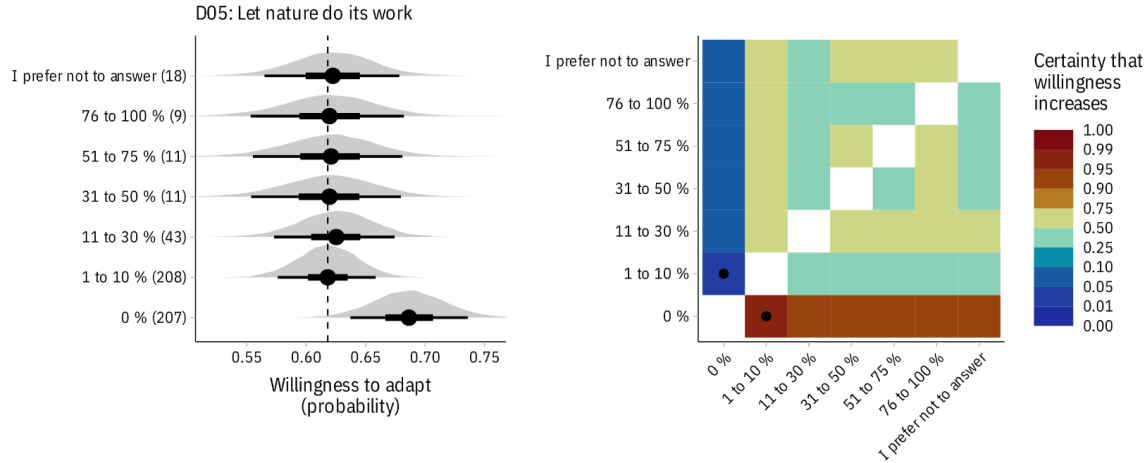 D05: Let nature do its work
I prefer not to answer (18)
76 to 100 % (9)
51 to 75 % (11)
31 to 50 % (11)
11 to 30 % (43)
1 to 10 % (208)
0 % (207)
0.55 0.60 0.65 0.70 0.75
Willingness to adapt
(probability)
I prefer not to answer
76 to 100 %
51 to 75 %
31 to 50 %
11 to 30 %
1 to 10 %
0 %
0 %
1 to 10 %
11 to 30 %
31 to 50 %
51 to 75 %
76 to 100 %
I prefer not to answer
Certainty that
willingness
increases
1.00
0.99
0.95
0.90
0.75
0.50
0.25
0.10
0.05
0.01
0.00